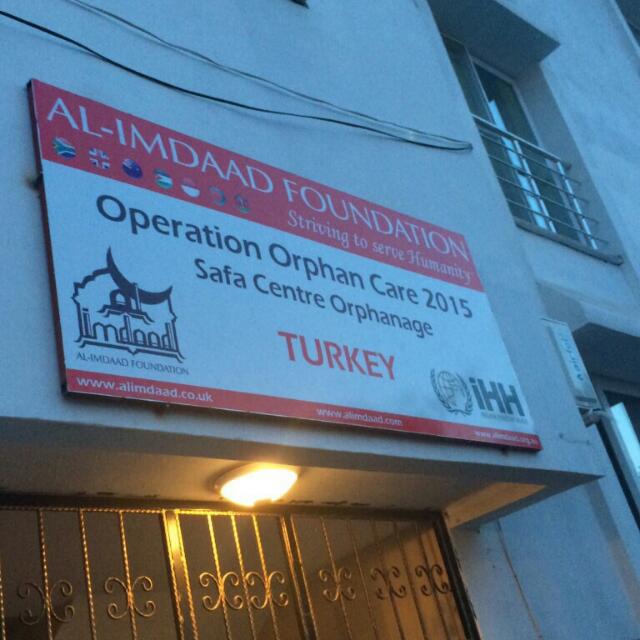 AL-IMDAAD FOUNDATION
Striving to serve Humanity
Operation Orphan Care 2015
Safa Centre Orphanage
TURKEY
imdaad
AL-IMDAAD FOUNDATION
iHH
www.alimdaad.co.uk
www.alimdaad.com